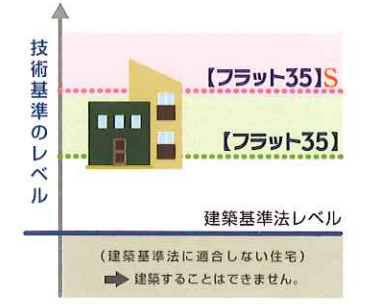 技術基準のレベル
【フラット35】S
【フラット35】
建築基準法レベル
(建築基準法に適合しない住宅)
➡ 建築することはできません。